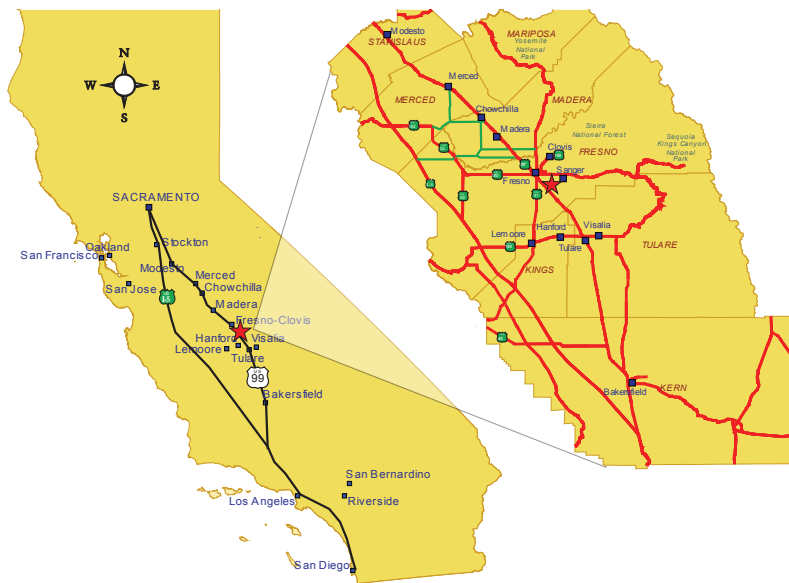 N
W
E
S
SACRAMENTO
Stockton
Oakland
San Francisco
Modesto
Merced
San Jose
Chowchilla
Madera
Fresno-Clovis
Hanford
Visalia
Lemoore
Tulare
U S
99
Bakersfield
San Bernardino
Los Angeles
Riverside
San Diego
Modesto
STANISLAUS
MARIPOSA
Yosemite
National
Park
Merced
MERCED
MADERA
Chowchilla
Madera
Sierra
National Forest
Clovis
FRESNO
Sequoia
Kings Canyon
National
Park
Fresno
Sanger
Lemoore
Hanford
Visalia
Tulare
TULARE
KINGS
Bakersfield
KERN